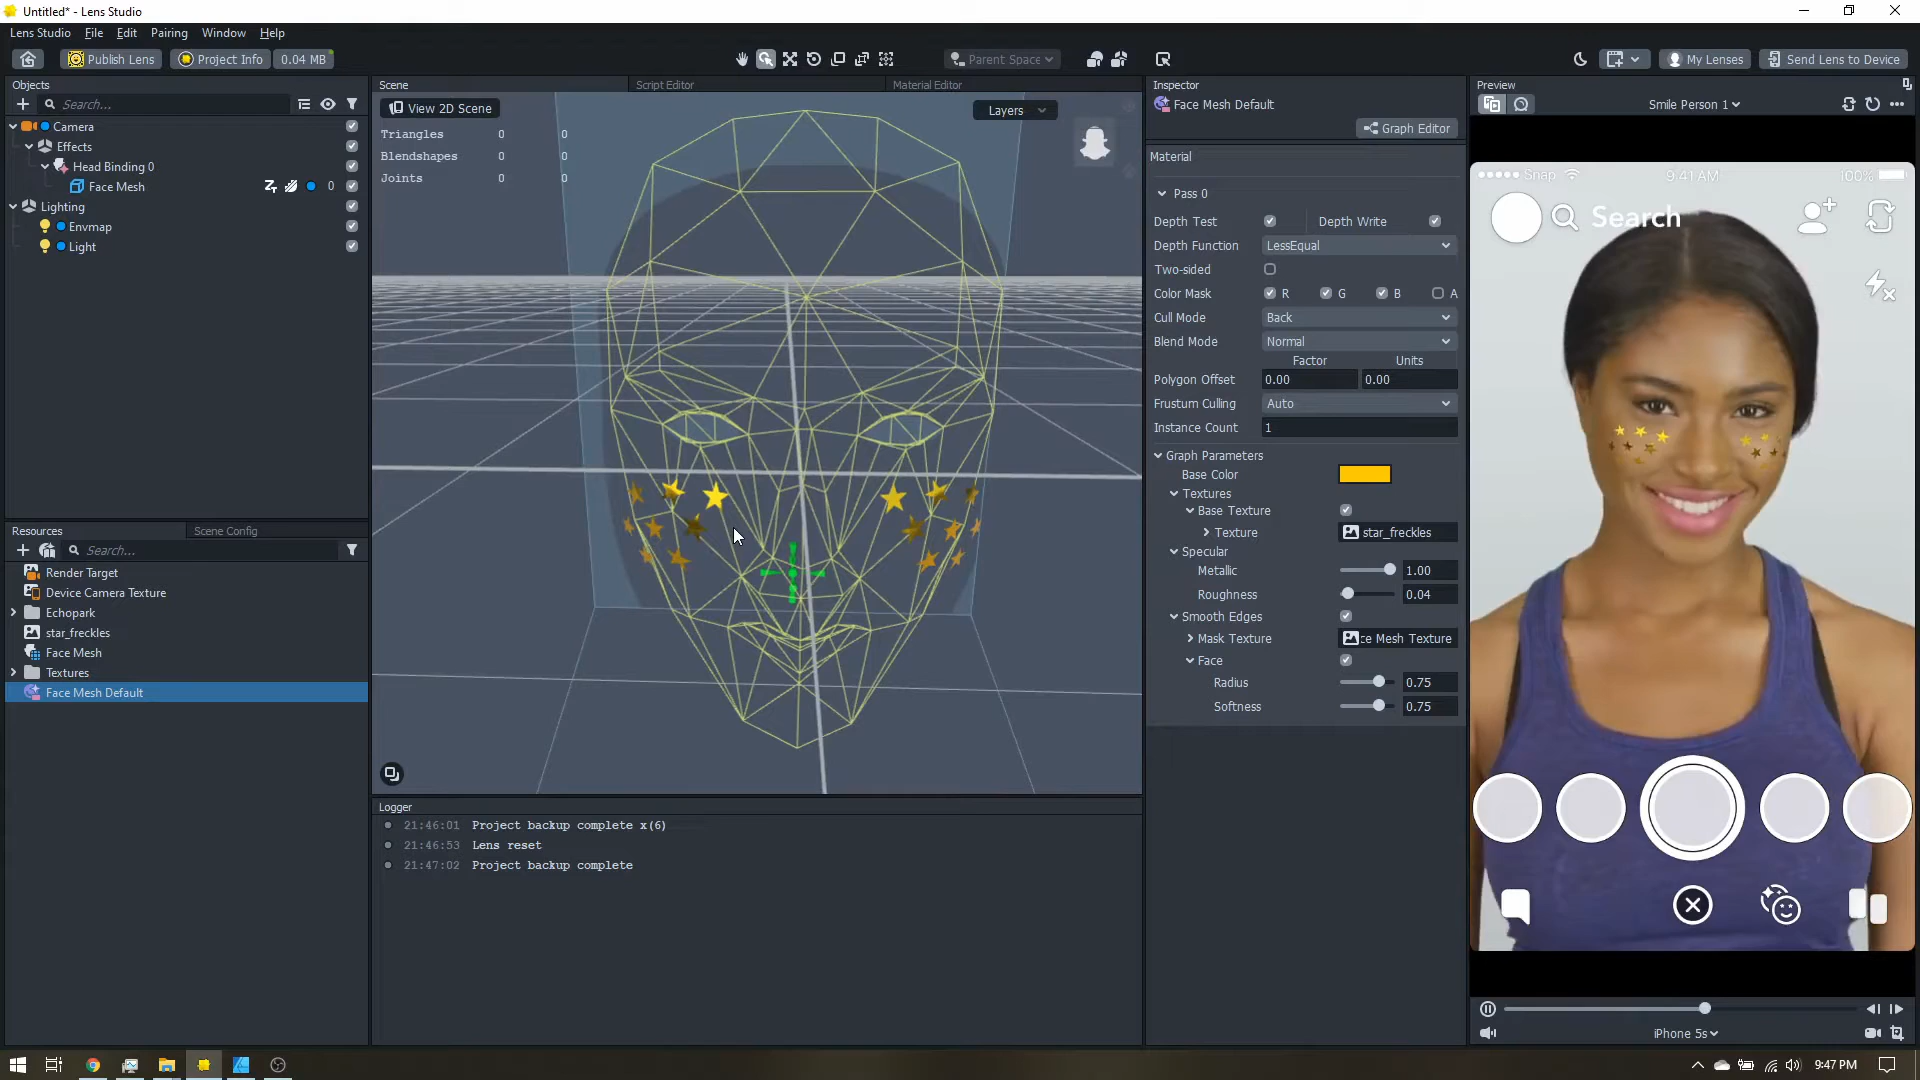 Untitled* - Lens Studio
Lens Studio File Edit Pairing Window Help
Publish Lens Project Info 0.04 MB Parent Space My Lenses Send Lens to Device
Objects
Search...
Camera
Effects
Head Binding 0
Face Mesh 0
Lighting
Envmap
Light
Resources Scene Config
Search...
Render Target
Device Camera Texture
Echopark
star_freckles
Face Mesh
Textures
Face Mesh Default
Scene Script Editor Material Editor
View 2D Scene Layers
Triangles 0 0
Blendshapes 0 0
Joints 0 0
Logger
21:46:01 Project backup complete x(6)
21:46:53 Lens reset
21:47:02 Project backup complete
Inspector
Face Mesh Default
Graph Editor
Material
Pass 0
Depth Test Depth Write
Depth Function LessEqual
Two-sided
Color Mask R G B A
Cull Mode Back
Blend Mode Normal
Factor Units
Polygon Offset 0.00 0.00
Frustum Culling Auto
Instance Count 1
Graph Parameters
Base Color
Textures
Base Texture
Texture star_freckles
Specular
Metallic 1.00
Roughness 0.04
Smooth Edges
Mask Texture ce Mesh Texture
Face
Radius 0.75
Softness 0.75
Preview
Smile Person 1
Snap 9:41 AM 100%
Search
iPhone 5s
9:47 PM